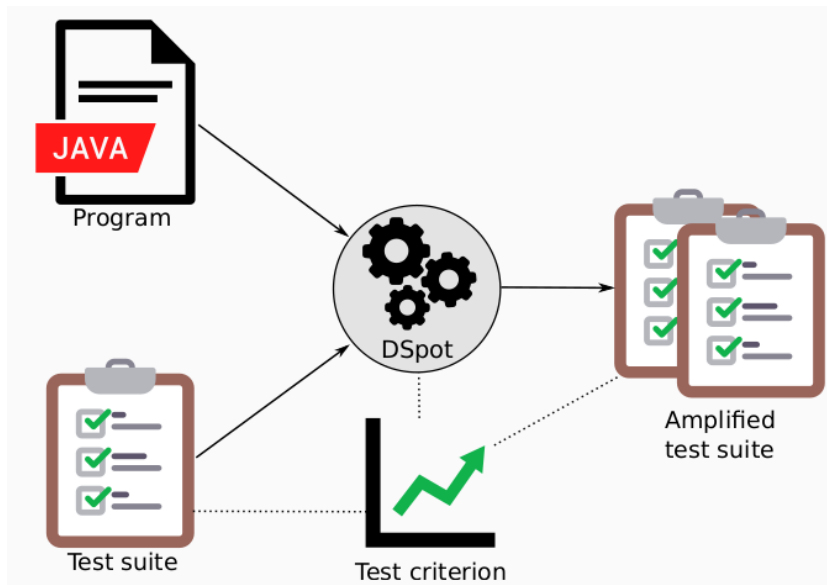 JAVA
Program
DSpot
Amplified
test suite
Test suite
Test criterion